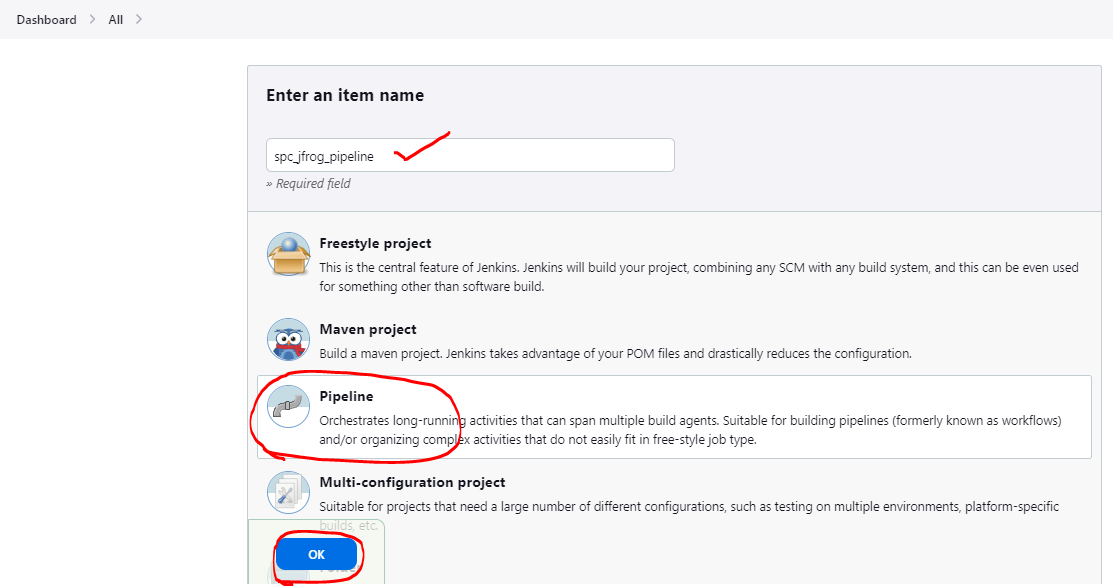 Dashboard > All >
Enter an item name
spc_jfrog_pipeline
» Required field
Freestyle project
This is the central feature of Jenkins. Jenkins will build your project, combining any SCM with any build system, and this can be even used
for something other than software build.
Maven project
Build a maven project. Jenkins takes advantage of your POM files and drastically reduces the configuration.
Pipeline
Orchestrates long-running activities that can span multiple build agents. Suitable for building pipelines (formerly known as workflows)
and/or organizing complex activities that do not easily fit in free-style job type.
Multi-configuration project
Suitable for projects that need a large number of different configurations, such as testing on multiple environments, platform-specific
builds, etc.
OK